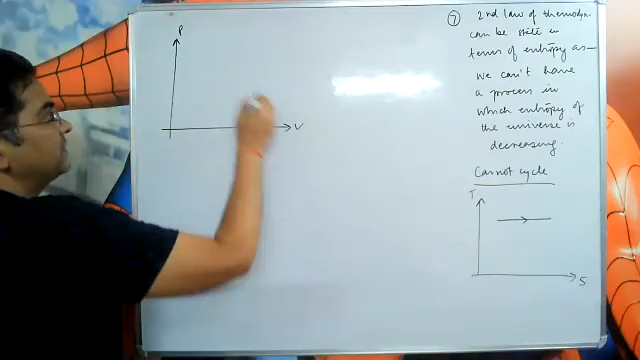 P
V
7 2nd law of thermodyn.
can be state in
terms of entropy as—
we can't have
a process in
which entropy of
the universe is
decreasing.
Carnot cycle
T
S